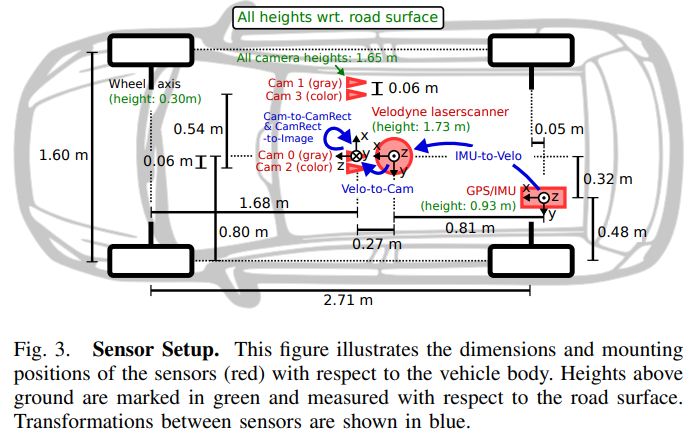 All heights wrt. road surface
All camera heights: 1.65 m
Wheel axis
(height: 0.30m)
Cam 1 (gray)
Cam 3 (color)
0.06 m
Cam-to-CamRect
& CamRect
-to-Image
Velodyne laserscanner
(height: 1.73 m)
0.54 m
0.05 m
1.60 m
0.06 m
Cam 0 (gray)
Cam 2 (color)
x
y
z
x
z
y
IMU-to-Velo
Velo-to-Cam
0.32 m
GPS/IMU
(height: 0.93 m)
x
z
y
1.68 m
0.80 m
0.27 m
0.81 m
0.48 m
2.71 m
Fig. 3. Sensor Setup. This figure illustrates the dimensions and mounting
positions of the sensors (red) with respect to the vehicle body. Heights above
ground are marked in green and measured with respect to the road surface.
Transformations between sensors are shown in blue.